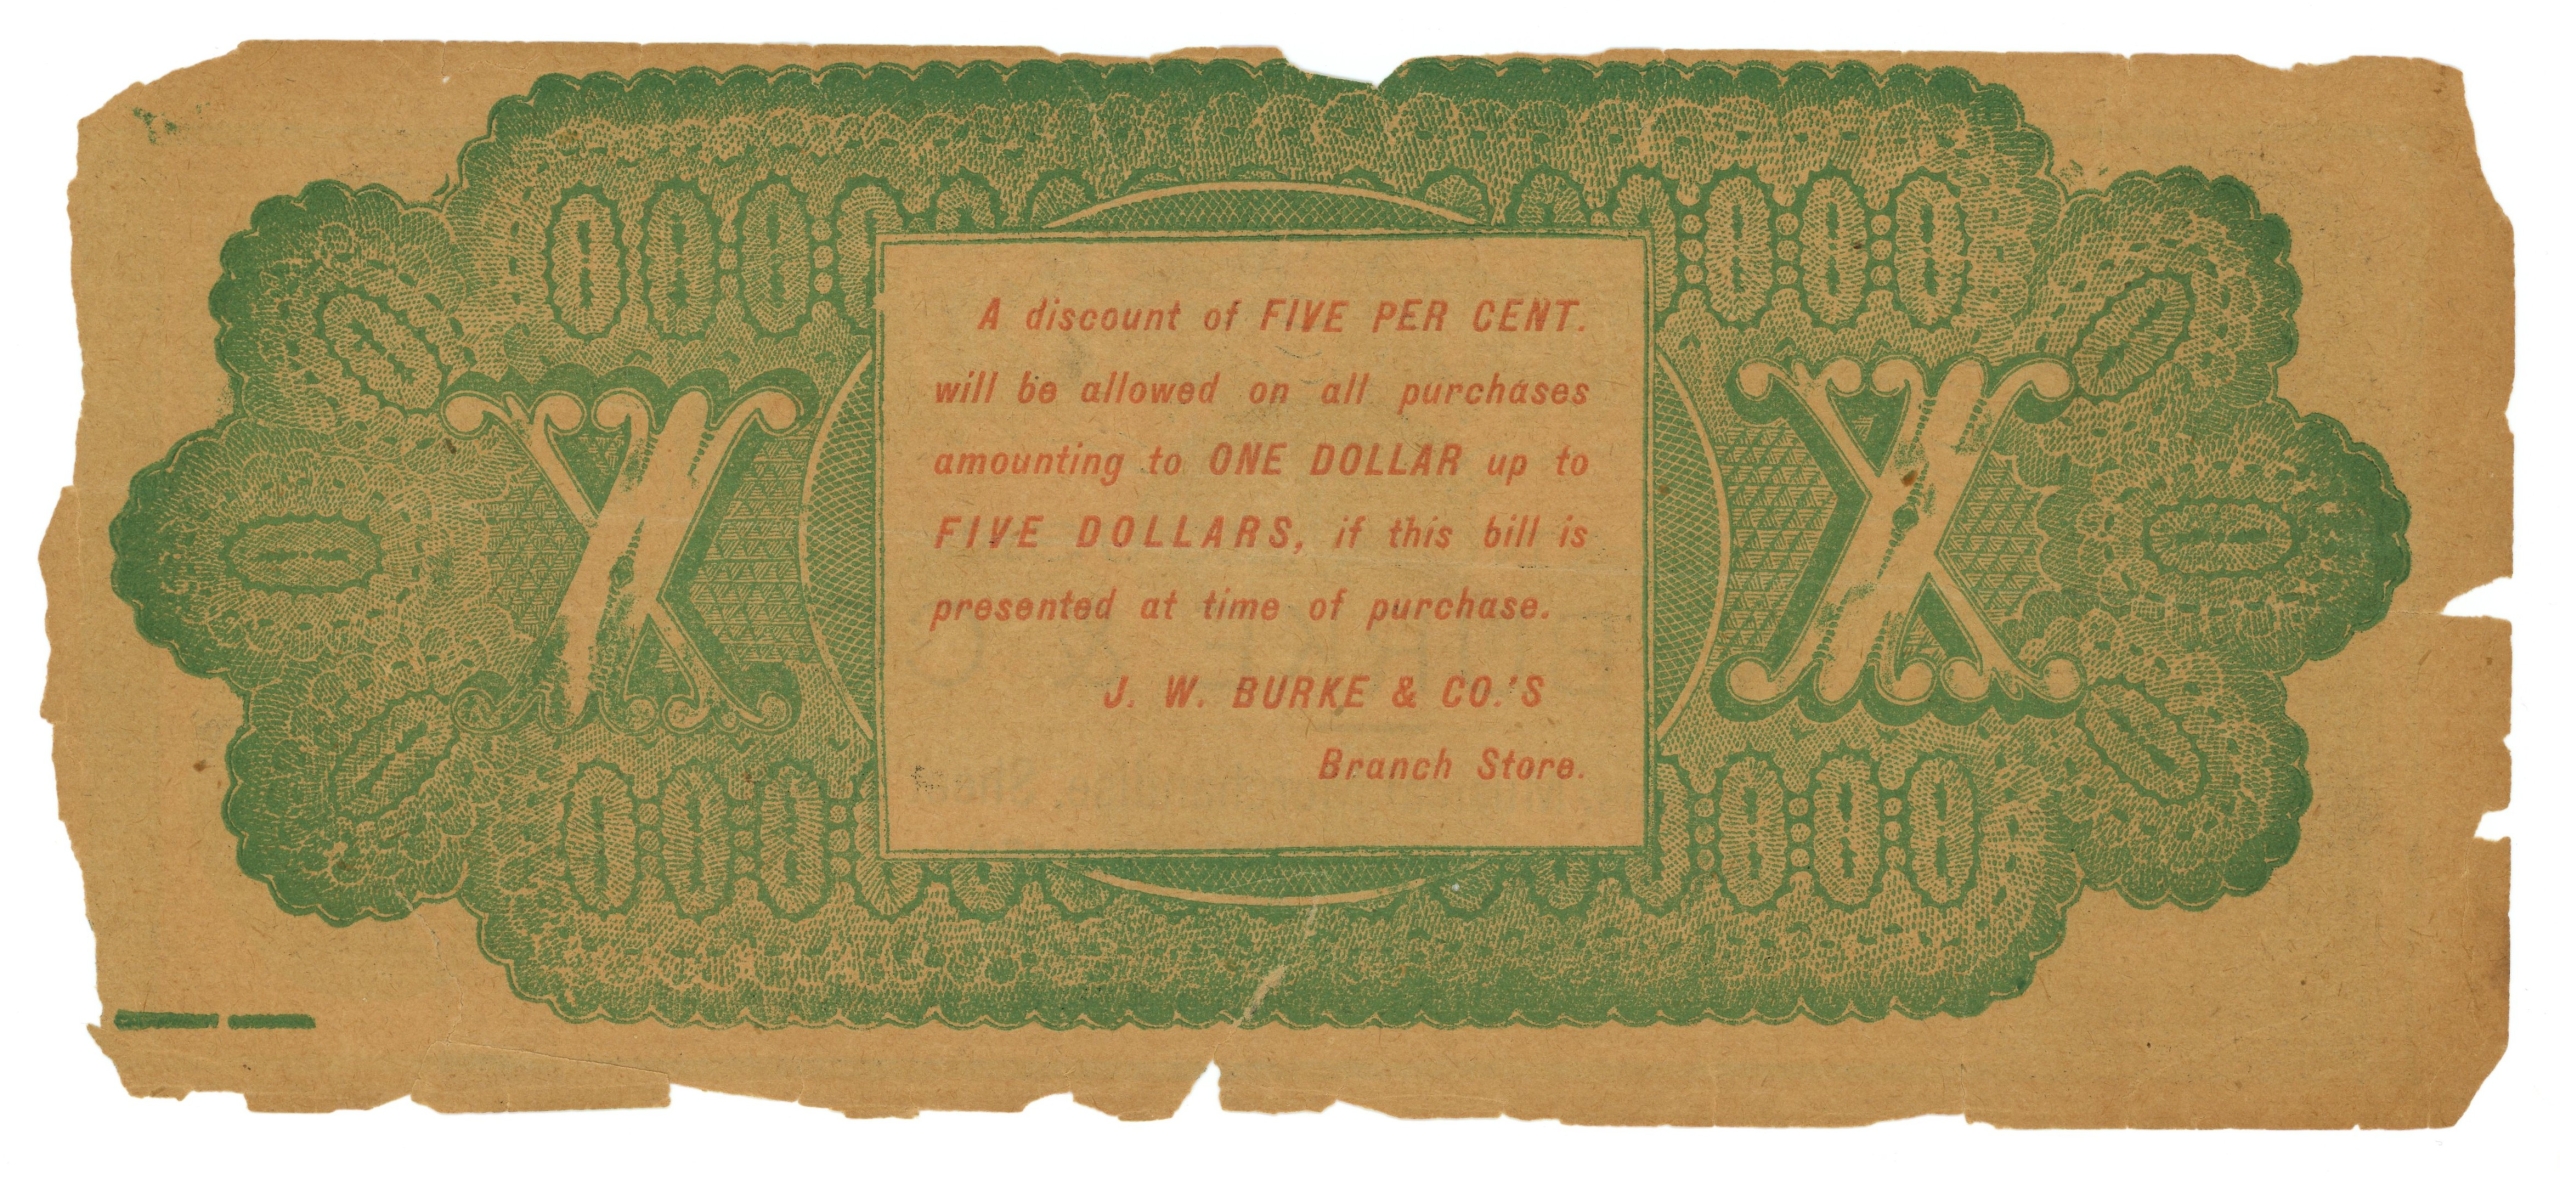 A discount of FIVE PER CENT.
will be allowed on all purchases
amounting to ONE DOLLAR up to
FIVE DOLLARS, if this bill is
presented at time of purchase.
J. W. BURKE & CO.'S
Branch Store.
X X